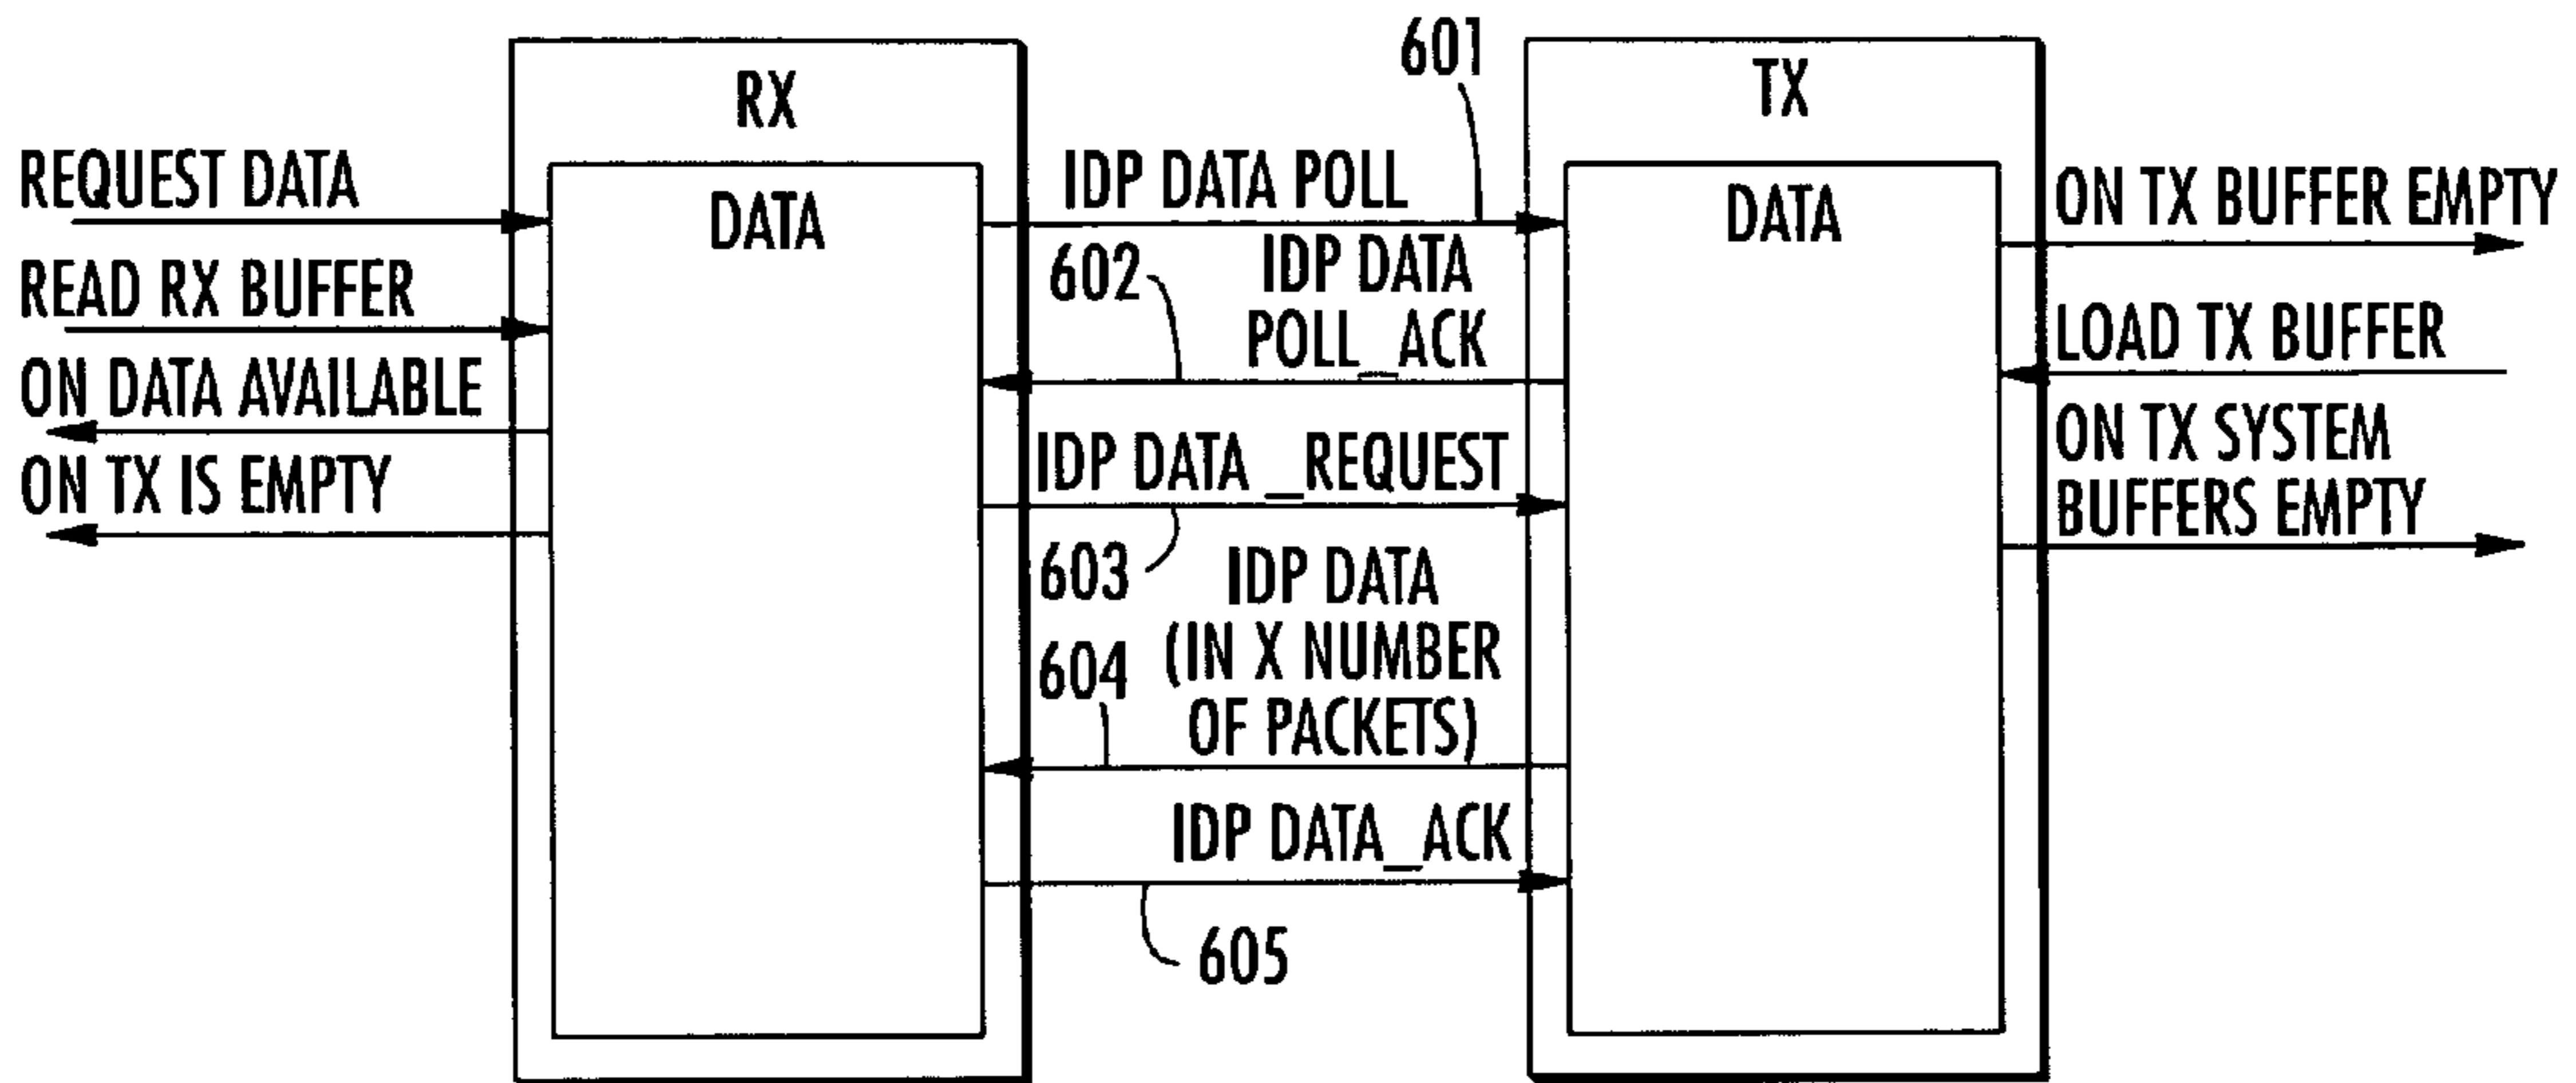 RX
DATA
REQUEST DATA
READ RX BUFFER
ON DATA AVAILABLE
ON TX IS EMPTY
601
IDP DATA POLL
602
IDP DATA
POLL_ACK
IDP DATA _REQUEST
603
IDP DATA
(IN X NUMBER
OF PACKETS)
604
IDP DATA_ACK
605
TX
DATA
ON TX BUFFER EMPTY
LOAD TX BUFFER
ON TX SYSTEM
BUFFERS EMPTY